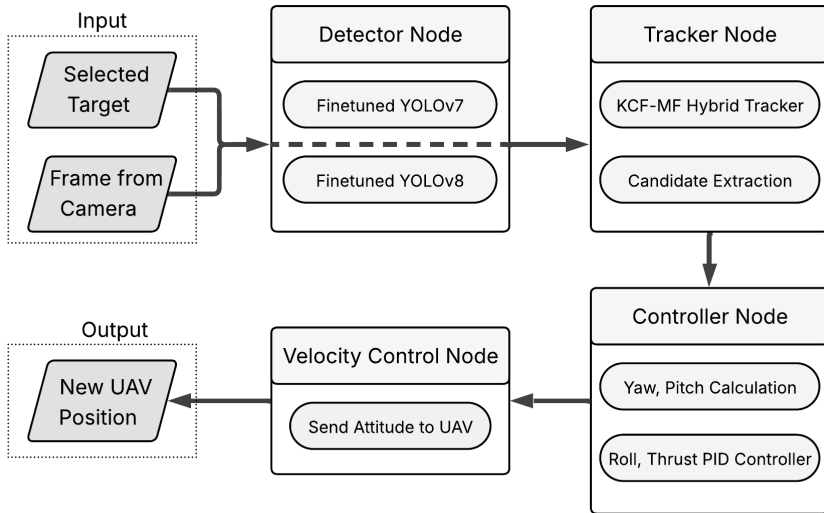 Input
Selected
Target
Frame from
Camera
Detector Node
Finetuned YOLOv7
Finetuned YOLOv8
Tracker Node
KCF-MF Hybrid Tracker
Candidate Extraction
Controller Node
Yaw, Pitch Calculation
Roll, Thrust PID Controller
Velocity Control Node
Send Attitude to UAV
Output
New UAV
Position